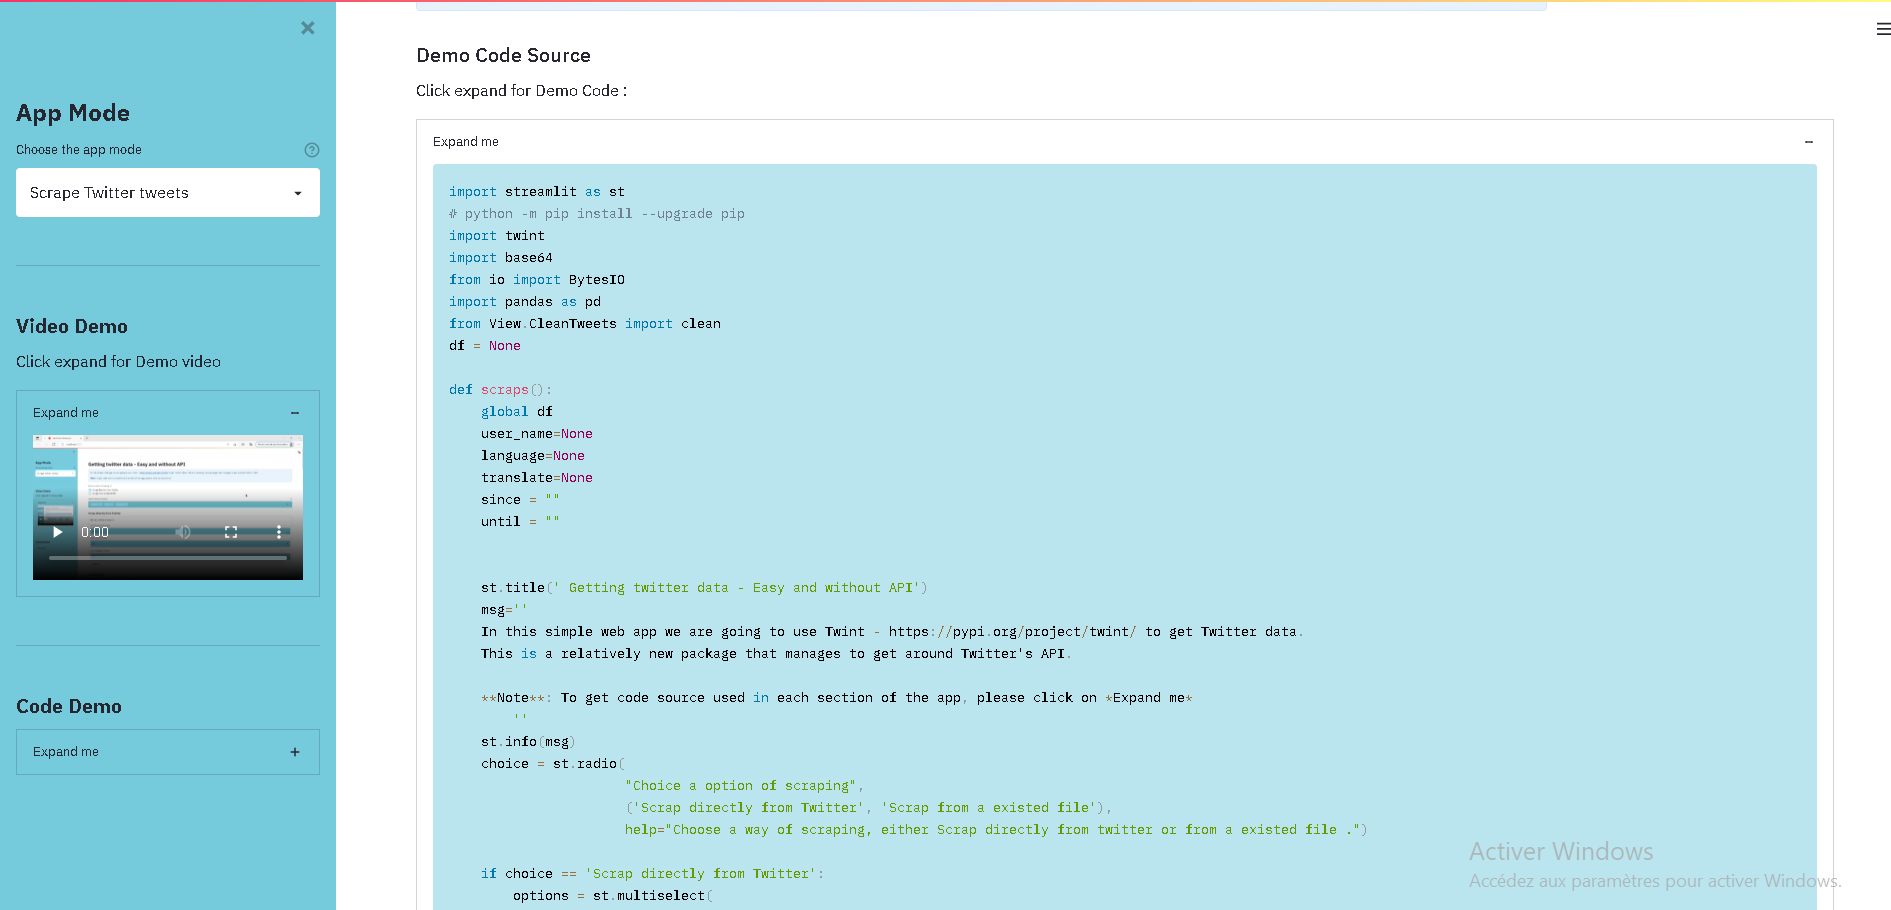 App Mode
Choose the app mode
Scrape Twitter tweets
Video Demo
Click expand for Demo video
Expand me
Getting twitter data - Easy and without API
0:00
Code Demo
Expand me
Demo Code Source
Click expand for Demo Code :
Expand me
import streamlit as st
# python -m pip install --upgrade pip
import twint
import base64
from io import BytesIO
import pandas as pd
from View.CleanTweets import clean
df = None
def scraps():
global df
user_name=None
language=None
translate=None
since = ""
until = ""
st.title(' Getting twitter data - Easy and without API')
msg=''
In this simple web app we are going to use Twint - https://pypi.org/project/twint/ to get Twitter data.
This is a relatively new package that manages to get around Twitter's API.
**Note**: To get code source used in each section of the app, please click on *Expand me*
''
st.info(msg)
choice = st.radio(
"Choice a option of scraping",
('Scrap directly from Twitter', 'Scrap from a existed file'),
help="Choose a way of scraping, either Scrap directly from twitter or from a existed file .")
if choice == 'Scrap directly from Twitter':
options = st.multiselect(
Activer Windows
Accédez aux paramètres pour activer Windows.